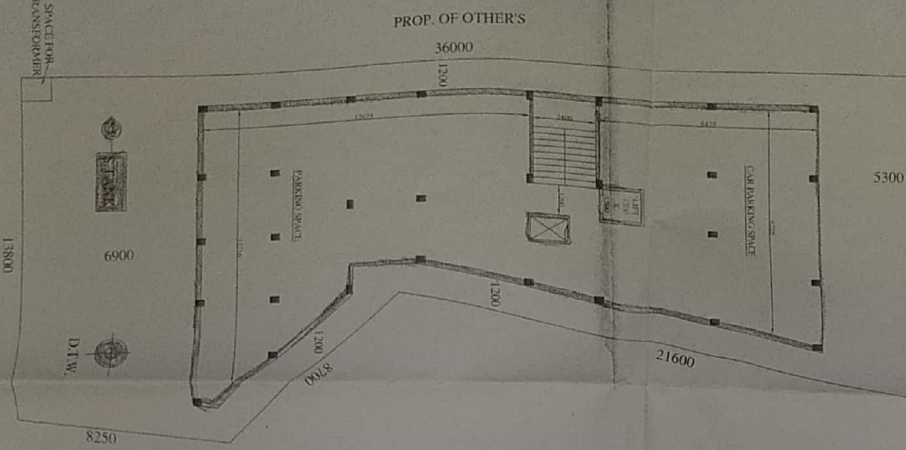 PROP. OF OTHER'S
36000
SPACE FOR
TRANSFORMER
1200
5300
S.TANK
PARKING SPACE
LIFT
CAR PARKING SPACE
13800
6900
1200
1200
D.T.W.
8700
21600
8250